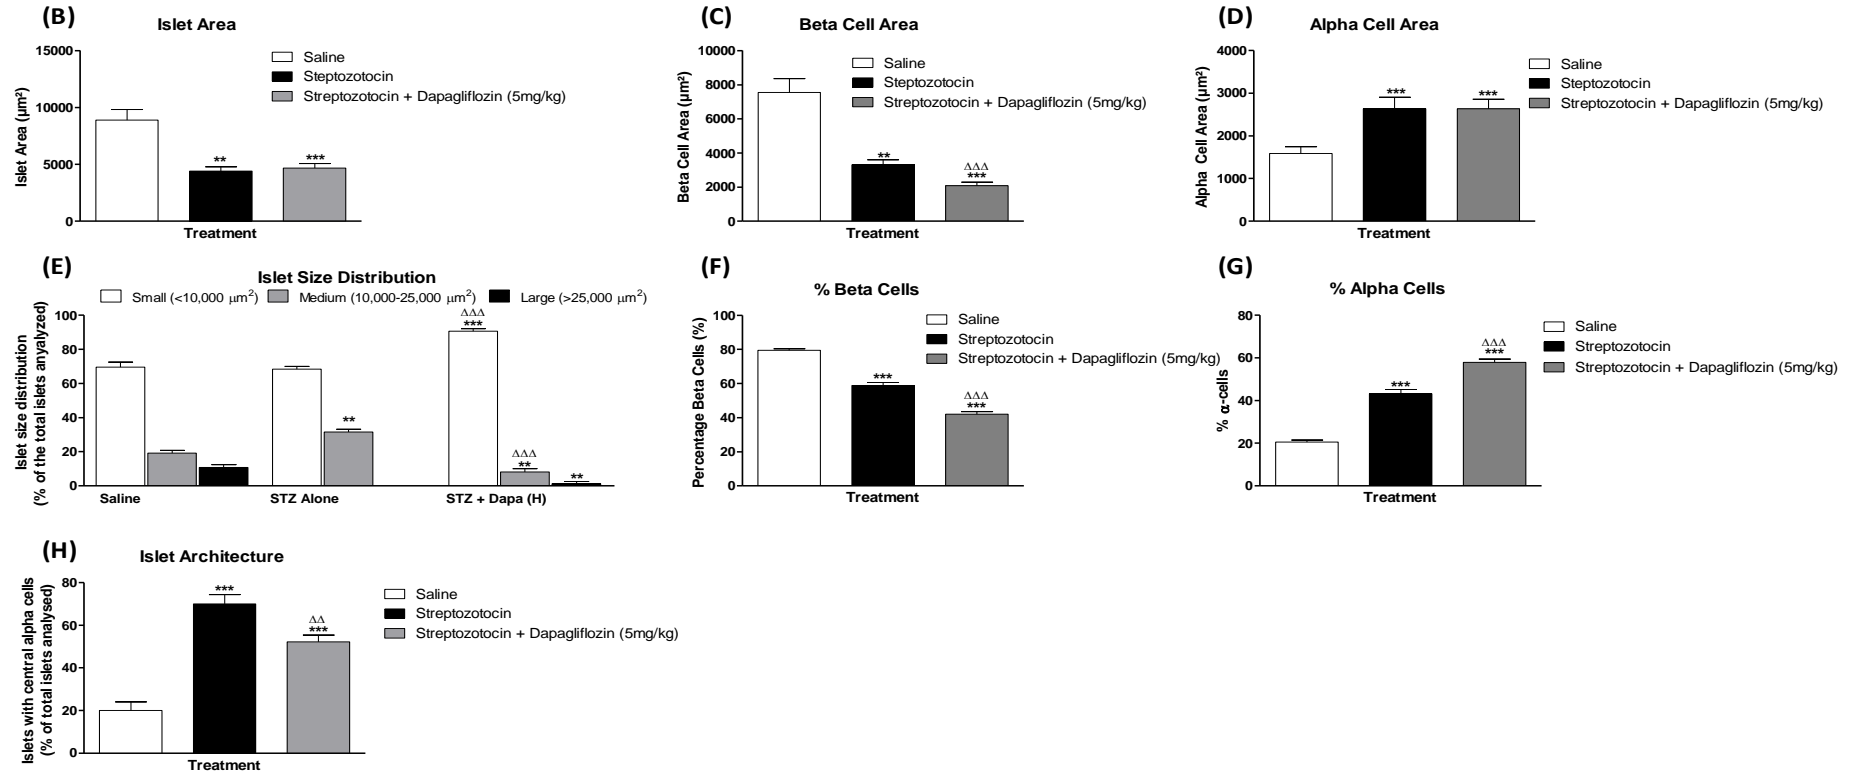 (B)
Islet Area
15000
10000
5000
0
Islet Area (µm²)
** ***
Treatment
Saline
Steptozotocin
Streptozotocin + Dapagliflozin (5mg/kg)
(C)
Beta Cell Area
10000
8000
6000
4000
2000
0
Beta Cell Area (µm²)
**
ΔΔΔ
***
Treatment
Saline
Steptozotocin
Streptozotocin + Dapagliflozin (5mg/kg)
(D)
Alpha Cell Area
4000
3000
2000
1000
0
Alpha Cell Area (µm²)
*** ***
Treatment
Saline
Steptozotocin
Streptozotocin + Dapagliflozin (5mg/kg)
(E)
Islet Size Distribution
Small (<10,000 µm²) Medium (10,000-25,000 µm²) Large (>25,000 µm²)
100
80
60
40
20
0
Islet size distribution
(% of the total islets anyalyzed)
**
ΔΔΔ
***
ΔΔΔ
**
**
Saline STZ Alone STZ + Dapa (H)
(F)
% Beta Cells
100
80
60
40
20
0
Percentage Beta Cells (%)
***
ΔΔΔ
***
Treatment
Saline
Streptozotocin
Streptozotocin + Dapagliflozin (5mg/kg)
(G)
% Alpha Cells
80
60
40
20
0
% α-cells
***
ΔΔΔ
***
Treatment
Saline
Streptozotocin
Streptozotocin + Dapagliflozin (5mg/kg)
(H)
Islet Architecture
80
60
40
20
0
Islets with central alpha cells
(% of total islets analysed)
***
ΔΔ
***
Treatment
Saline
Streptozotocin
Streptozotocin + Dapagliflozin (5mg/kg)